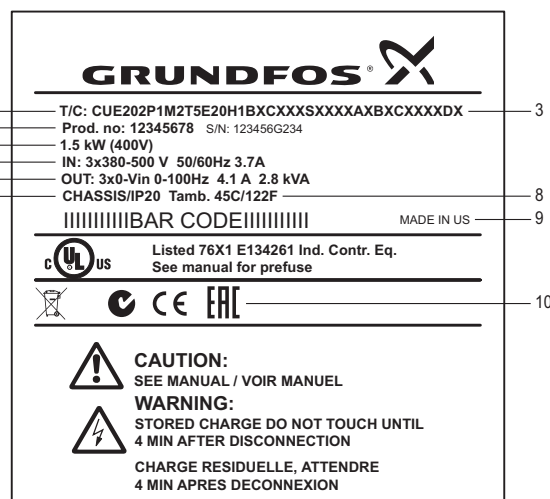 GRUNDFOS
T/C: CUE202P1M2T5E20H1BXCXXXSXXXXAXBXCXXXXDX
3
Prod. no: 12345678 S/N: 123456G234
1.5 kW (400V)
IN: 3x380-500 V 50/60Hz 3.7A
OUT: 3x0-Vin 0-100Hz 4.1 A 2.8 kVA
CHASSIS/IP20 Tamb. 45C/122F
8
IIIIIIIIIIIBAR CODEIIIIIIIIIII
MADE IN US
9
C UL US
Listed 76X1 E134261 Ind. Contr. Eq.
See manual for prefuse
CE EAC
10
CAUTION:
SEE MANUAL / VOIR MANUEL
WARNING:
STORED CHARGE DO NOT TOUCH UNTIL
4 MIN AFTER DISCONNECTION
CHARGE RESIDUELLE, ATTENDRE
4 MIN APRES DECONNEXION